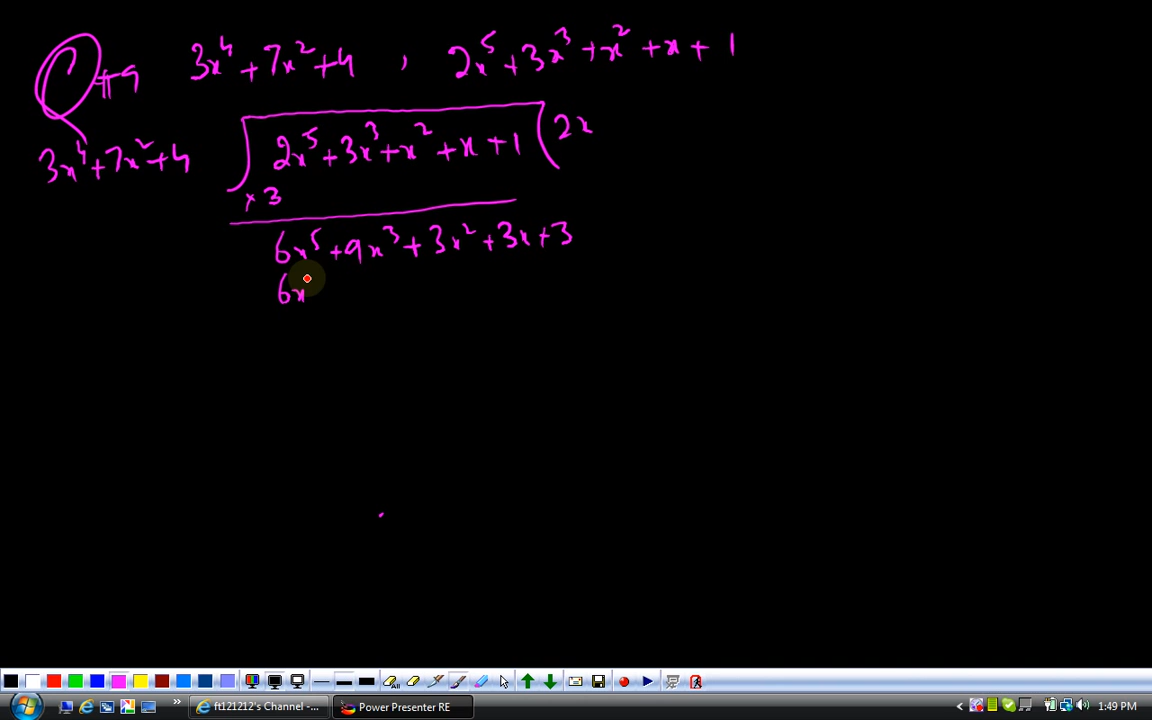 Q#9 3x⁴+7x²+4 , 2x⁵+3x³+x²+x+1
3x⁴+7x²+4 2x⁵+3x³+x²+x+1 ( 2x
×3
6x⁵+9x³+3x²+3x+3
6x
All
ft121212's Channel -... Power Presenter RE 1:49 PM